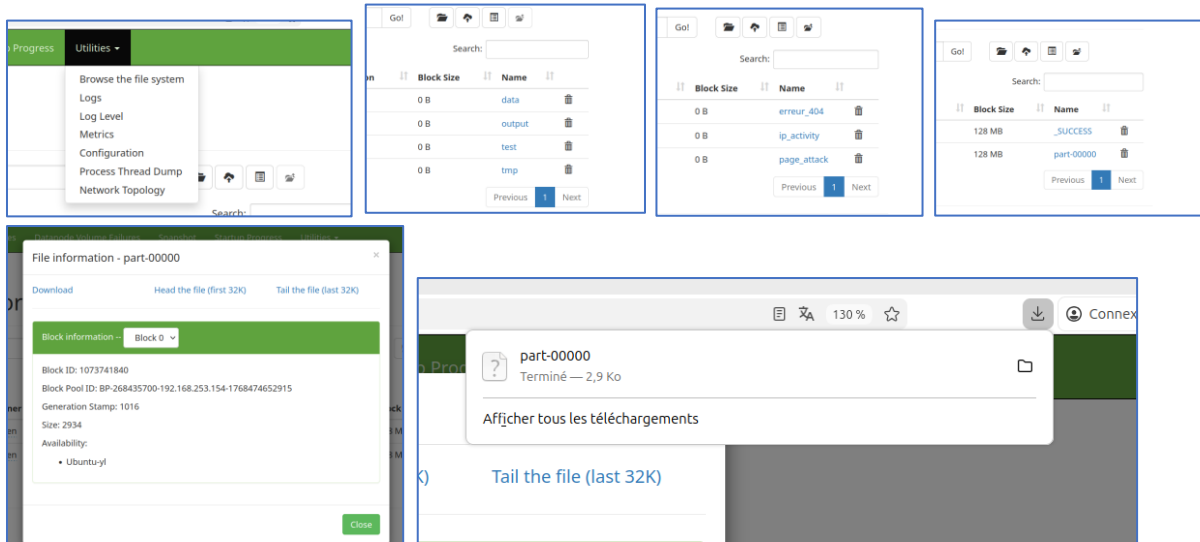 Progress Utilities
Browse the file system
Logs
Log Level
Metrics
Configuration
Process Thread Dump
Network Topology
Search:
Go!
Search:
Block Size Name
0 B data
0 B output
0 B test
0 B tmp
Previous 1 Next
Go!
Search:
Block Size Name
0 B erreur_404
0 B ip_activity
0 B page_attack
Previous 1 Next
Go!
Search:
Block Size Name
128 MB _SUCCESS
128 MB part-00000
Previous 1 Next
Datanode Volume Failures Snapshot Startup Progress Utilities
File information - part-00000 ×
Download Head the file (first 32K) Tail the file (last 32K)
Block information -- Block 0
Block ID: 1073741840
Block Pool ID: BP-268435700-192.168.253.154-1768474652915
Generation Stamp: 1016
Size: 2934
Availability:
Ubuntu-yl
Close
130 % Connex
part-00000
Terminé — 2,9 Ko
Afficher tous les téléchargements
Tail the file (last 32K)